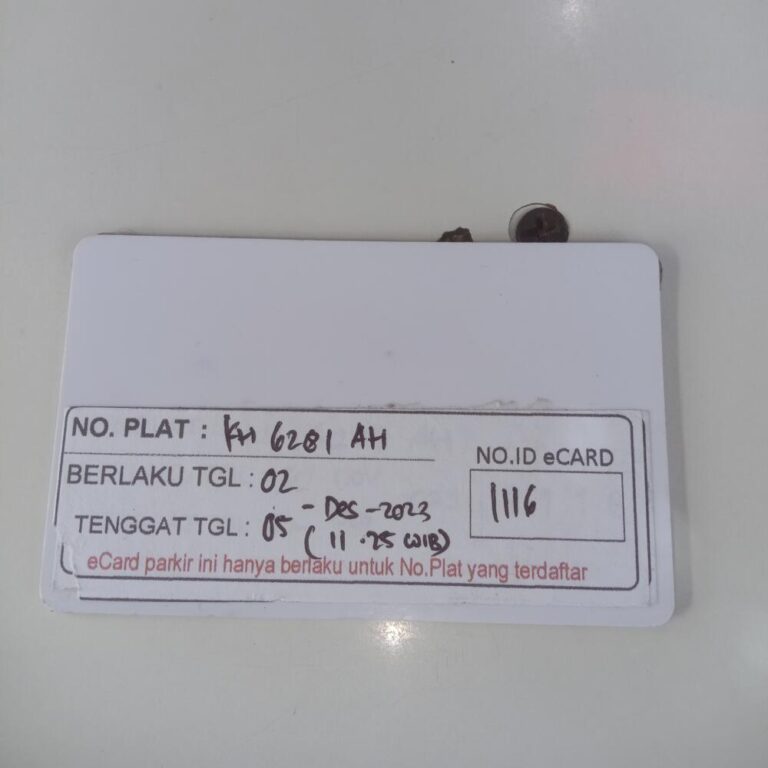 NO. PLAT : KH 6281 AH
BERLAKU TGL : 02
NO.ID eCARD
1116
- Des - 2023
TENGGAT TGL : 05
( 11.25 WIB)
eCard parkir ini hanya berlaku untuk No.Plat yang terdaftar